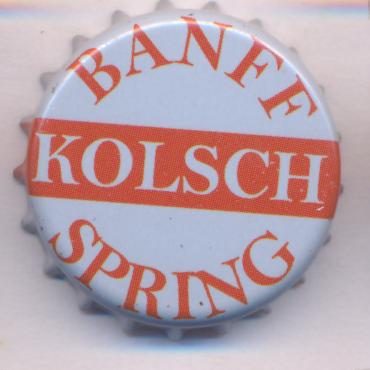 BANFF
KOLSCH
SPRING